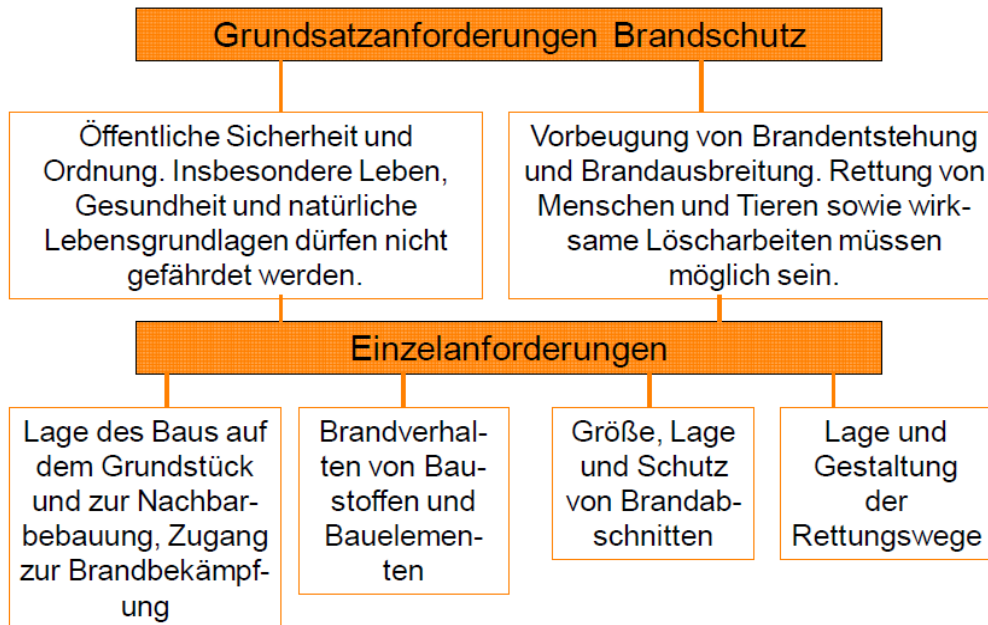 Grundsatzanforderungen Brandschutz
Öffentliche Sicherheit und
Ordnung. Insbesondere Leben,
Gesundheit und natürliche
Lebensgrundlagen dürfen nicht
gefährdet werden.
Vorbeugung von Brandentstehung
und Brandausbreitung. Rettung von
Menschen und Tieren sowie wirk-
same Löscharbeiten müssen
möglich sein.
Einzelanforderungen
Lage des Baus auf
dem Grundstück
und zur Nachbar-
bebauung, Zugang
zur Brandbekämpf-
ung
Brandverhal-
ten von Bau-
stoffen und
Bauelemen-
ten
Größe, Lage
und Schutz
von Brandab-
schnitten
Lage und
Gestaltung
der
Rettungswege